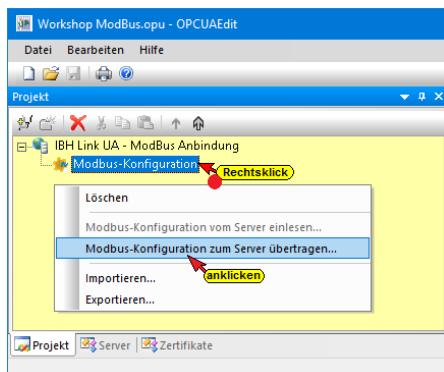 Workshop ModBus.opu - OPCUAEdit
Datei Bearbeiten Hilfe
Projekt
IBH Link UA - ModBus Anbindung
Modbus-Konfiguration
Rechtsklick
Löschen
Modbus-Konfiguration vom Server einlesen...
Modbus-Konfiguration zum Server übertragen...
anklicken
Importieren...
Exportieren...
Projekt Server Zertifikate